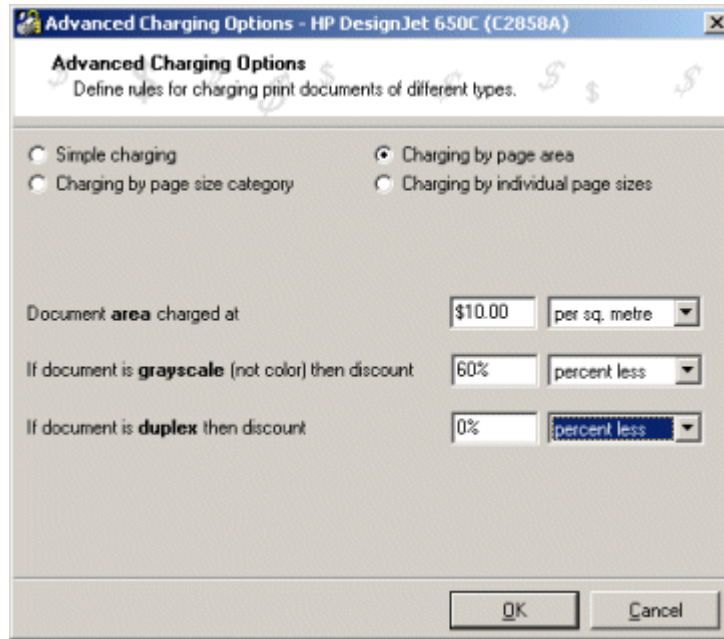 Advanced Charging Options - HP DesignJet 650C (C2858A)
Advanced Charging Options
Define rules for charging print documents of different types.
Simple charging
Charging by page area
Charging by page size category
Charging by individual page sizes
Document area charged at $10.00 per sq. metre
If document is grayscale (not color) then discount 60% percent less
If document is duplex then discount 0% percent less
OK Cancel